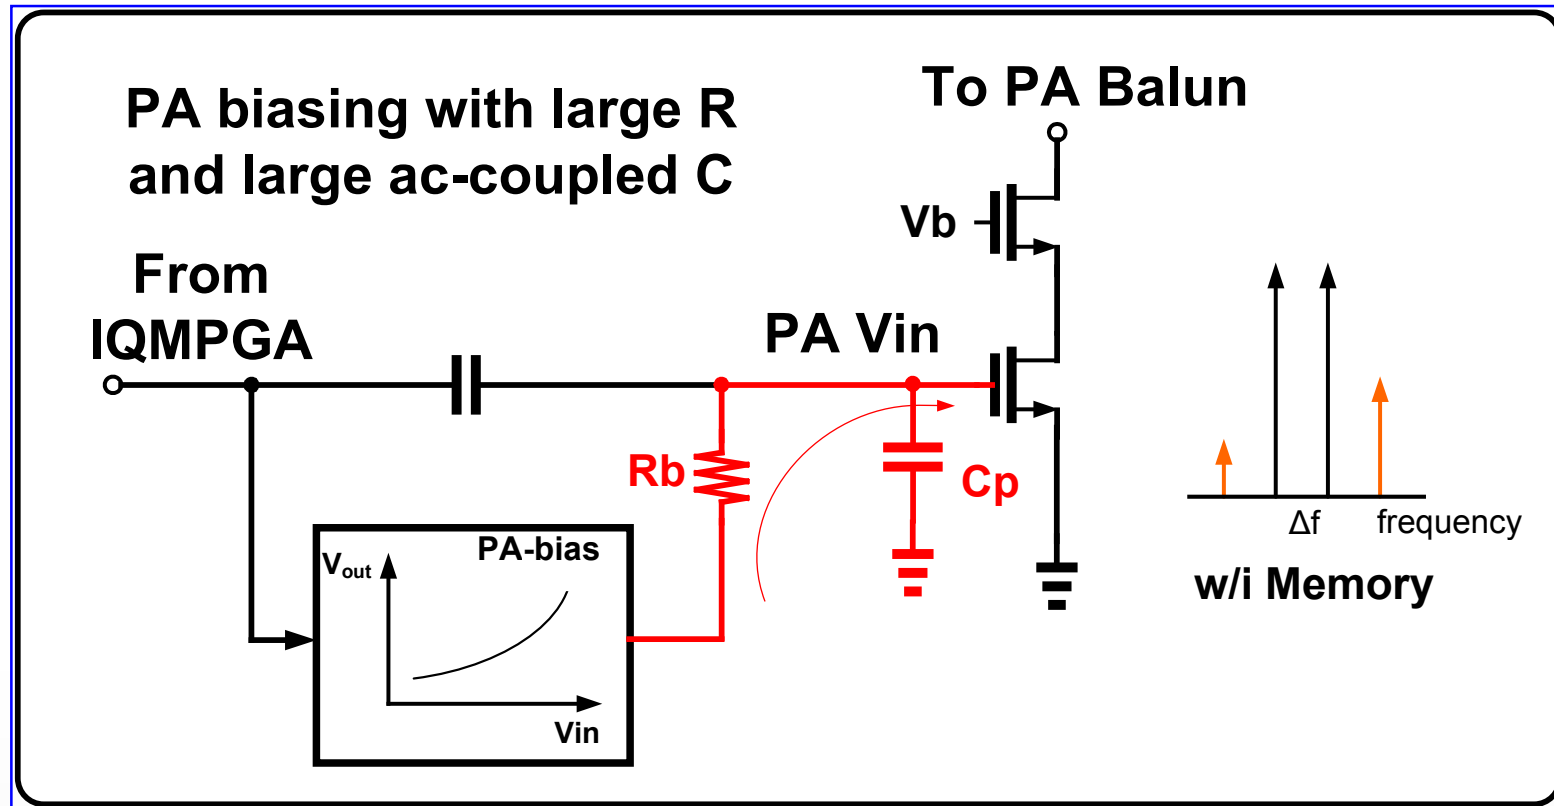 PA biasing with large R
and large ac-coupled C
To PA Balun
Vb
From
IQMPGA
PA Vin
Rb
Cp
PA-bias
Vout
Vin
Δf
frequency
w/i Memory